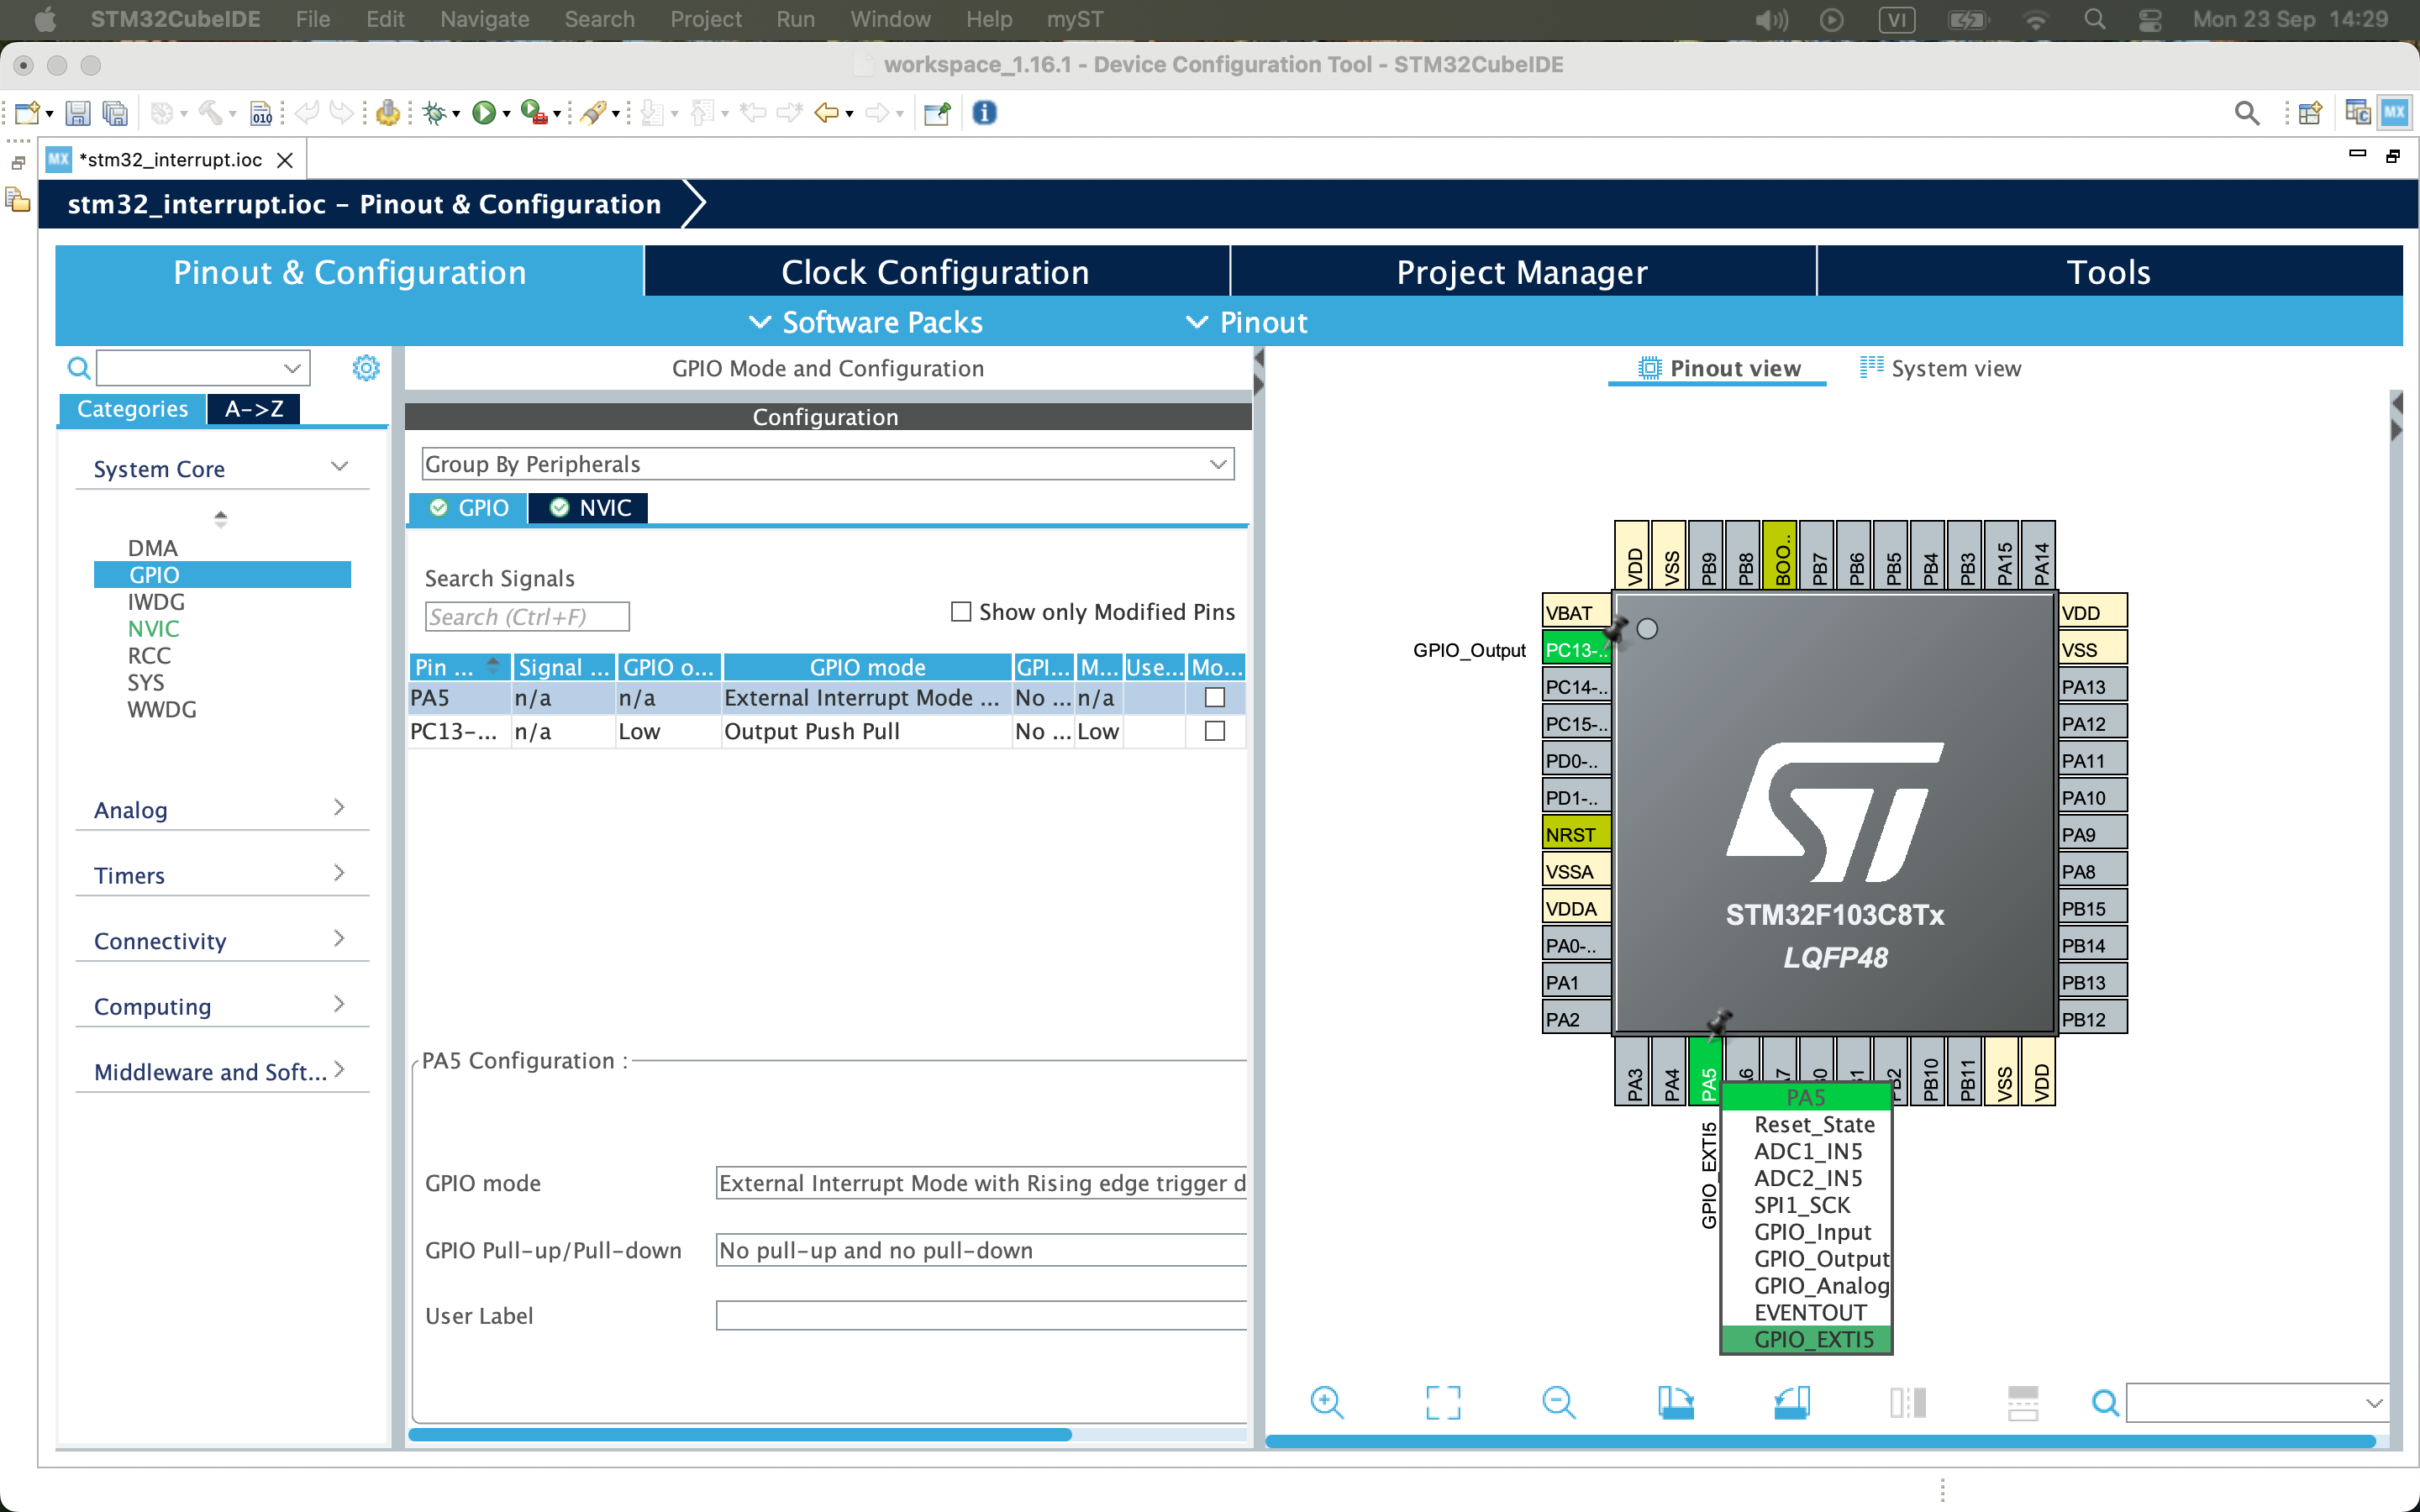 STM32CubeIDE File Edit Navigate Search Project Run Window Help myST VI Mon 23 Sep 14:29
workspace_1.16.1 - Device Configuration Tool - STM32CubeIDE
010 i C MX
MX *stm32_interrupt.ioc
stm32_interrupt.ioc – Pinout & Configuration
Pinout & Configuration Clock Configuration Project Manager Tools
Software Packs Pinout
GPIO Mode and Configuration
Pinout view System view
Categories A->Z
Configuration
System Core
DMA
GPIO
IWDG
NVIC
RCC
SYS
WWDG
Analog
Timers
Connectivity
Computing
Middleware and Soft...
Group By Peripherals
GPIO NVIC
Search Signals
Search (Ctrl+F) Show only Modified Pins
Pin ... Signal ... GPIO o... GPIO mode GPI... M... Use... Mo...
PA5 n/a n/a External Interrupt Mode ... No ... n/a
PC13-... n/a Low Output Push Pull No ... Low
PA5 Configuration :
GPIO mode External Interrupt Mode with Rising edge trigger d
GPIO Pull-up/Pull-down No pull-up and no pull-down
User Label
VDD VSS PB9 PB8 BOO.. PB7 PB6 PB5 PB4 PB3 PA15 PA14
VBAT
GPIO_Output PC13-..
PC14-..
PC15-..
PD0-..
PD1-..
NRST
VSSA
VDDA
PA0-..
PA1
PA2
ST
STM32F103C8Tx
LQFP48
VDD
VSS
PA13
PA12
PA11
PA10
PA9
PA8
PB15
PB14
PB13
PB12
PA3 PA4 PA5 A6 7 0 1 B2 PB10 PB11 VSS VDD
GPIO_EXTI5
PA5
Reset_State
ADC1_IN5
ADC2_IN5
SPI1_SCK
GPIO_Input
GPIO_Output
GPIO_Analog
EVENTOUT
GPIO_EXTI5